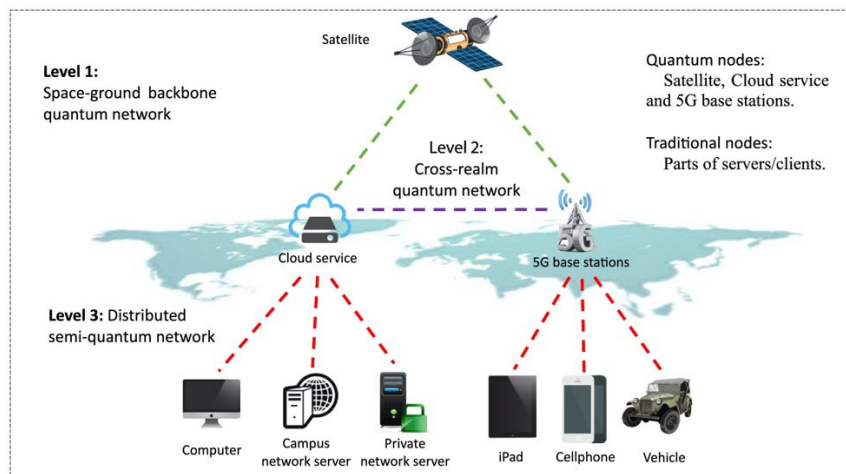 Satellite
Level 1:
Space-ground backbone
quantum network
Quantum nodes:
Satellite, Cloud service
and 5G base stations.
Traditional nodes:
Parts of servers/clients.
Level 2:
Cross-realm
quantum network
5G
Cloud service
5G base stations
Level 3: Distributed
semi-quantum network
Computer
Campus
network server
Private
network server
iPad
Cellphone
Vehicle